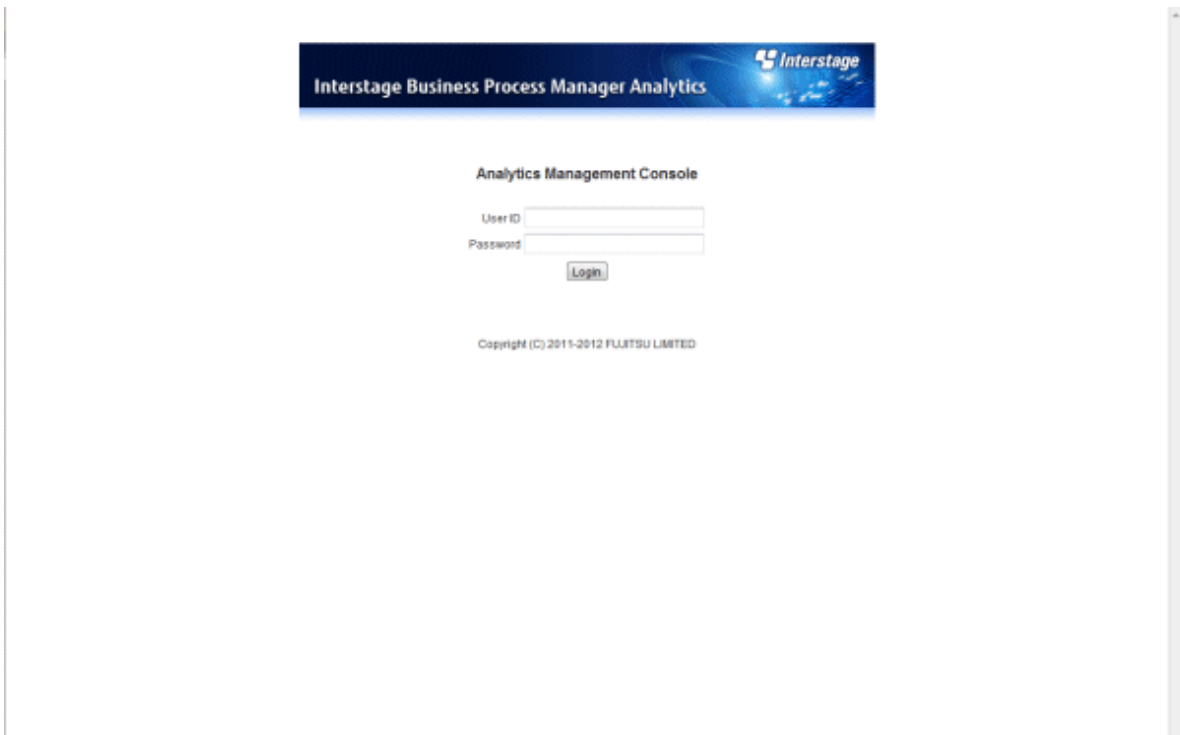 Interstage
Interstage Business Process Manager Analytics
Analytics Management Console
User ID
Password
Login
Copyright (C) 2011-2012 FUJITSU LIMITED